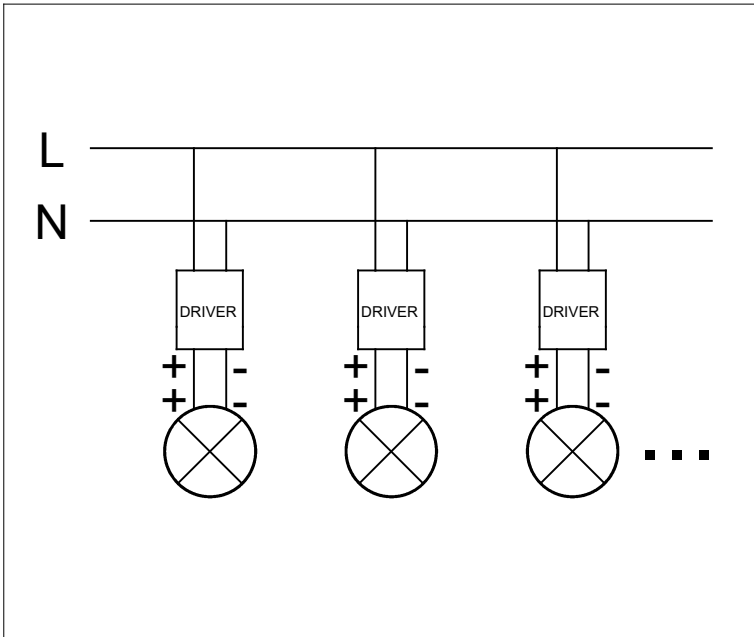 L
N
DRIVER DRIVER DRIVER
+ - + - + -
+ - + - + -